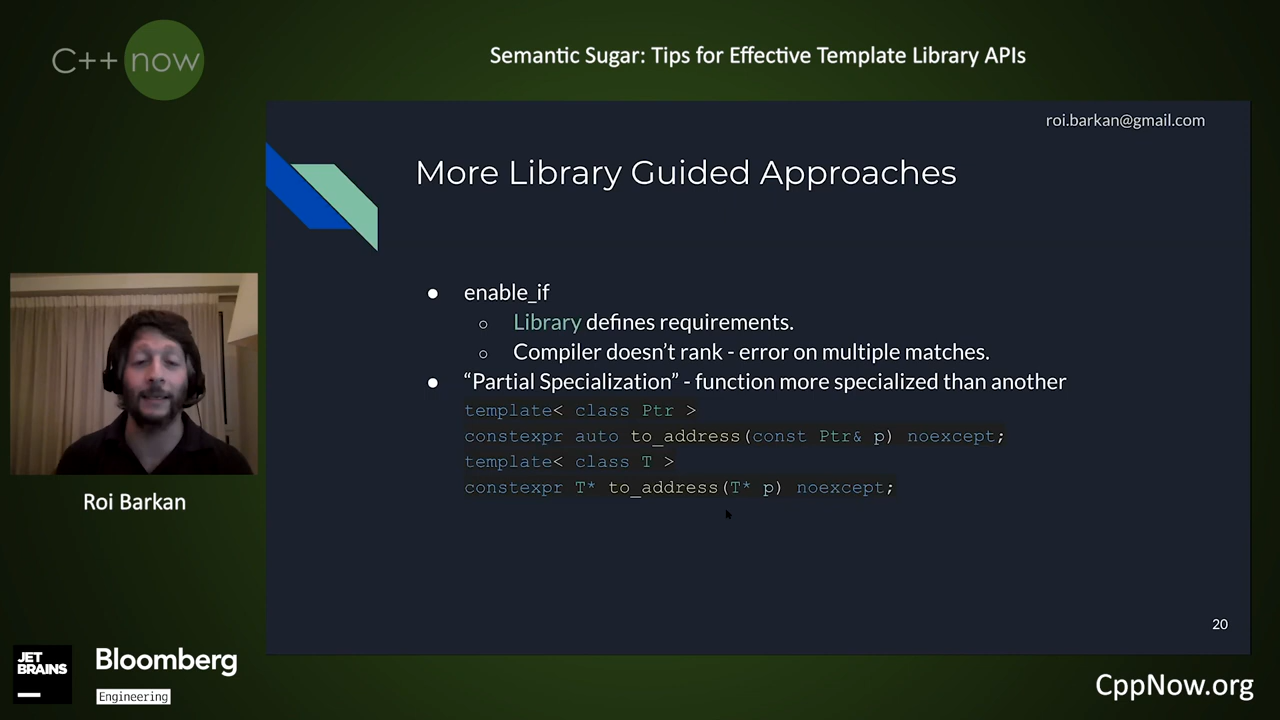 C++ now
Semantic Sugar: Tips for Effective Template Library APIs
roi.barkan@gmail.com
More Library Guided Approaches
● enable_if
○ Library defines requirements.
○ Compiler doesn’t rank - error on multiple matches.
● “Partial Specialization” - function more specialized than another
template< class Ptr >
constexpr auto to_address(const Ptr& p) noexcept;
template< class T >
constexpr T* to_address(T* p) noexcept;
Roi Barkan
20
JET
BRAINS
Bloomberg
Engineering
CppNow.org